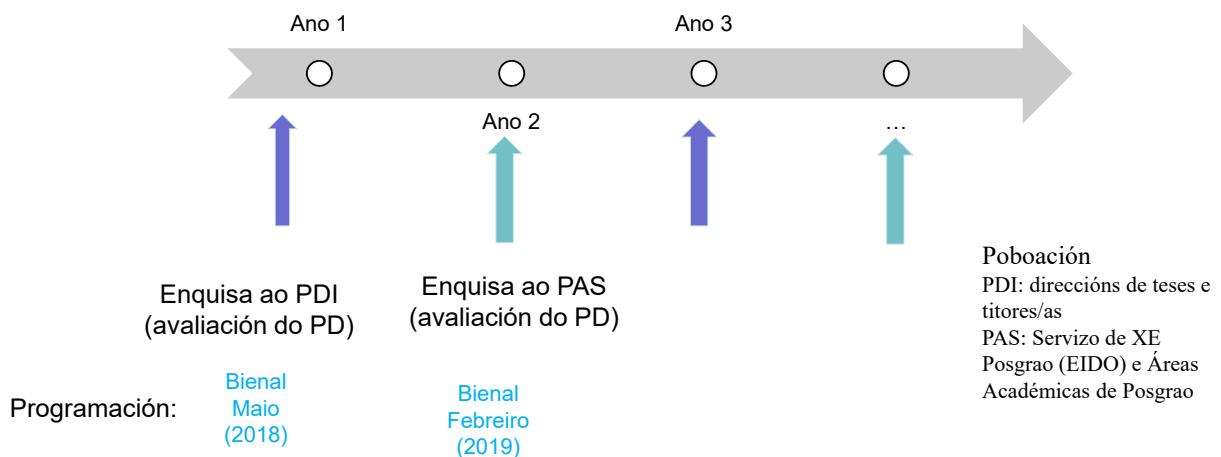 Ano 1
Ano 3
Ano 2
...
Enquisa ao PDI
(avaliación do PD)
Enquisa ao PAS
(avaliación do PD)
Poboación
PDI: direccións de teses e
titores/as
PAS: Servizo de XE
Posgrao (EIDO) e Áreas
Académicas de Posgrao
Programación:
Bienal
Maio
(2018)
Bienal
Febreiro
(2019)